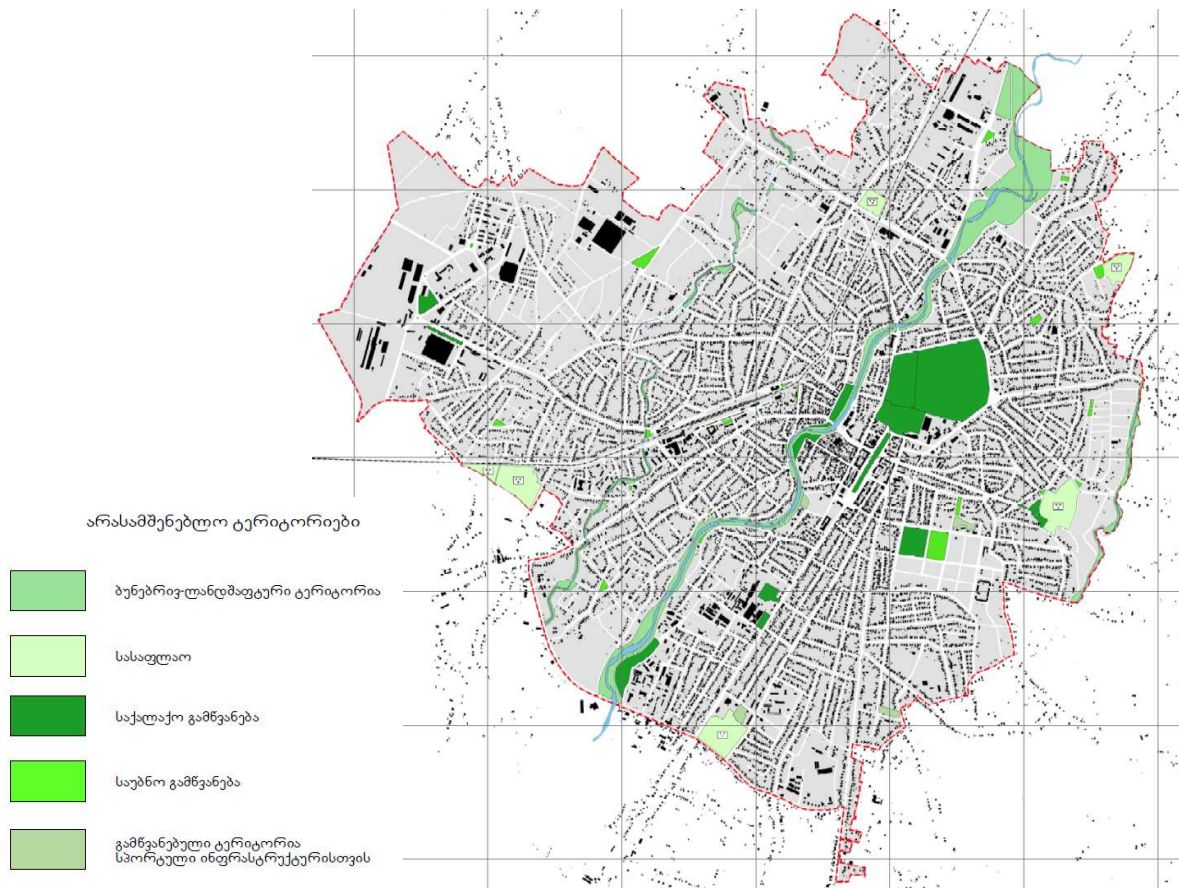 არასამშენებლო ტერიტორიები
ბუნებრივ-ლანდშაფტური ტერიტორია
სასაფლაო
საქალაქო გამწვანება
საუბნო გამწვანება
გამწვანებული ტერიტორია
სპორტული ინფრასტრუქტურისთვის